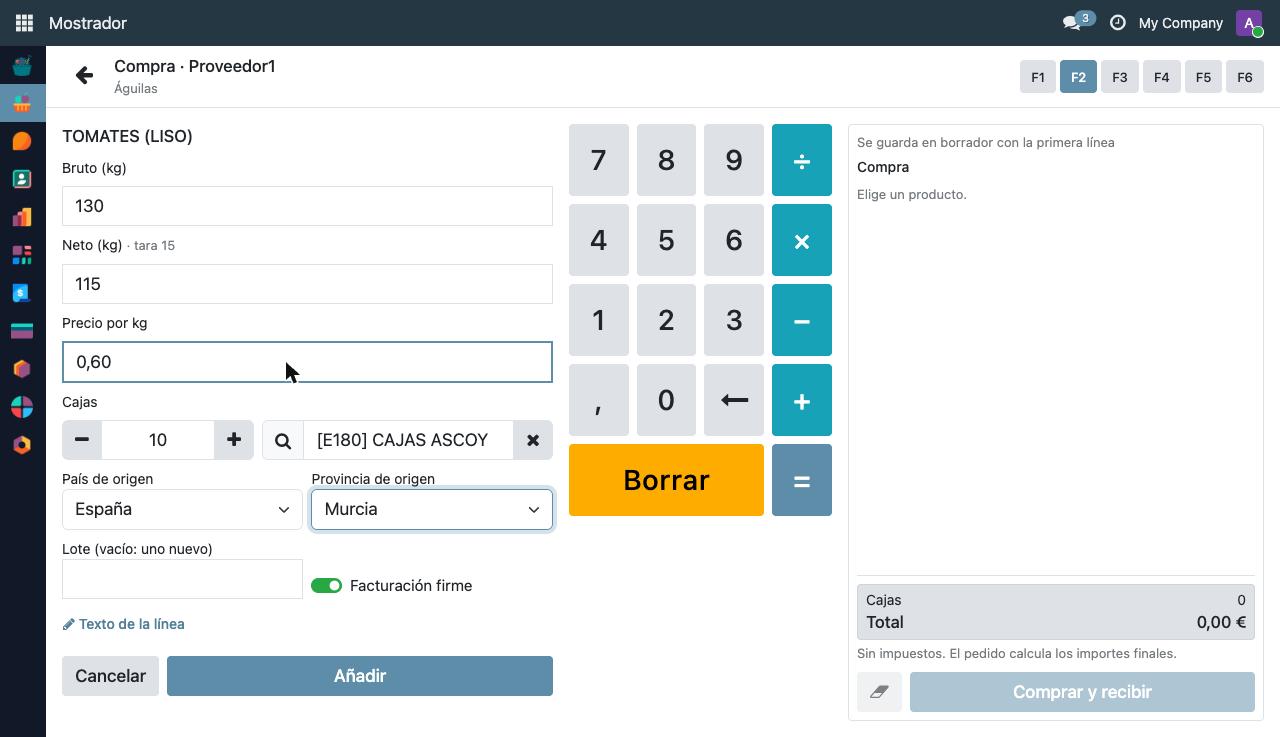 Mostrador
3
My Company
A
Compra · Proveedor1
Águilas
F1
F2
F3
F4
F5
F6
TOMATES (LISO)
Bruto (kg)
130
Neto (kg) · tara 15
115
Precio por kg
0,60
Cajas
− 10 +
[E180] CAJAS ASCOY
País de origen
España
Provincia de origen
Murcia
Lote (vacío: uno nuevo)
Facturación firme
Texto de la línea
Cancelar
Añadir
7 8 9 ÷
4 5 6 ×
1 2 3 −
, 0 ← +
Borrar =
Se guarda en borrador con la primera línea
Compra
Elige un producto.
Cajas 0
Total 0,00 €
Sin impuestos. El pedido calcula los importes finales.
Comprar y recibir